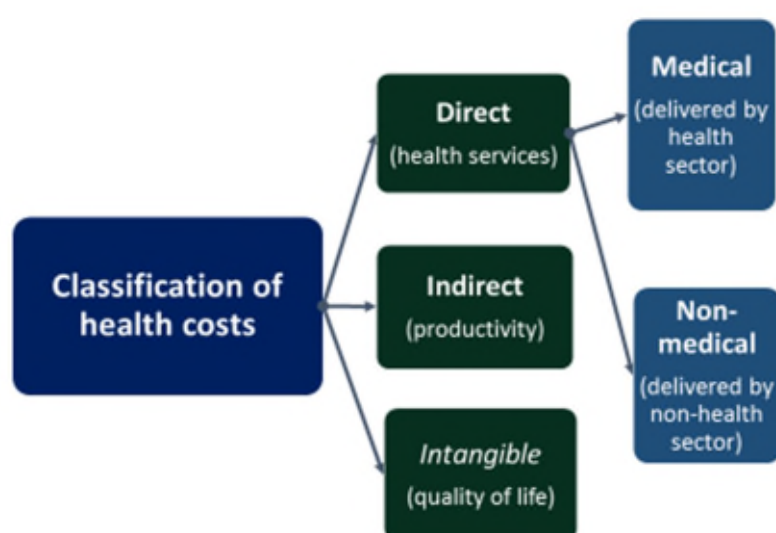 Classification of
health costs
Direct
(health services)
Indirect
(productivity)
Intangible
(quality of life)
Medical
(delivered by
health
sector)
Non-
medical
(delivered by
non-health
sector)